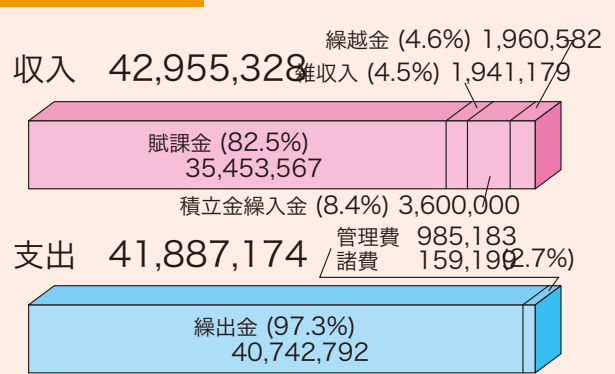 繰越金 (4.6%) 1,960,582
収入 42,955,328
雑収入 (4.5%) 1,941,179
賦課金 (82.5%)
35,453,567
積立金繰入金 (8.4%) 3,600,000
支出 41,887,174
管理費 985,183
諸費 159,199 (2.7%)
繰出金 (97.3%)
40,742,792